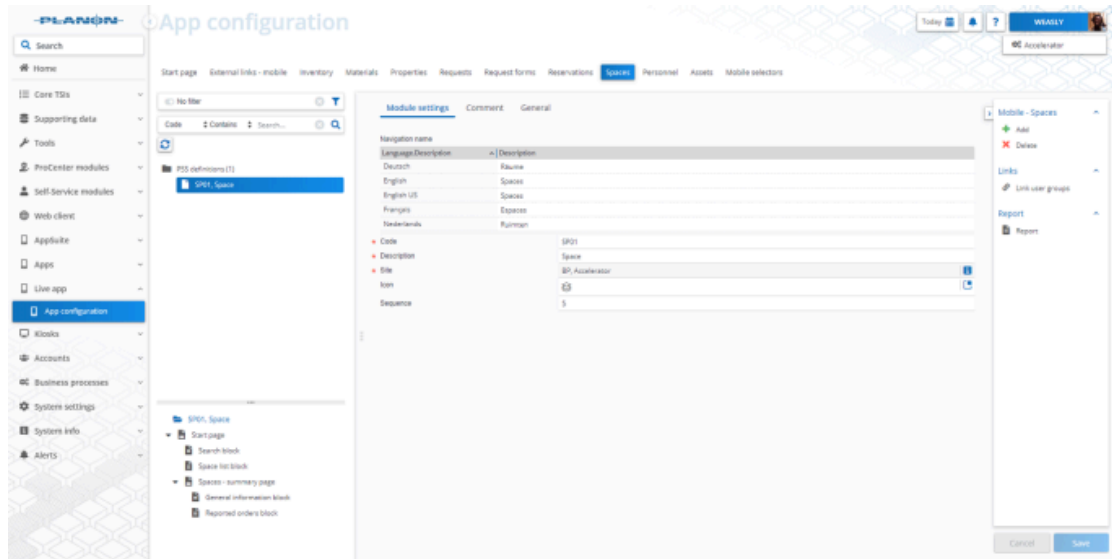 PLANON
App configuration
Today
?
WEASLY
Accelerator
Search
Home
Core TSIs
Supporting data
Tools
ProCenter modules
Self-Service modules
Web client
AppSuite
Apps
Live app
App configuration
Kiosks
Accounts
Business processes
System settings
System info
Alerts
Start page External links - mobile Inventory Materials Properties Requests Request forms Reservations Spaces Personnel Assets Mobile selectors
No filter
Code Contains Search...
PSS definitions (1)
SP01, Space
SP01, Space
Start page
Search block
Space list block
Spaces - summary page
General information block
Reported orders block
Module settings Comment General
Navigation name
Language.Description Description
Deutsch Räume
English Spaces
English US Spaces
Français Espaces
Nederlands Ruimten
Code SP01
Description Space
Site BP, Accelerator
Icon
Sequence 5
Mobile - Spaces
Add
Delete
Links
Link user groups
Report
Report
Cancel Save